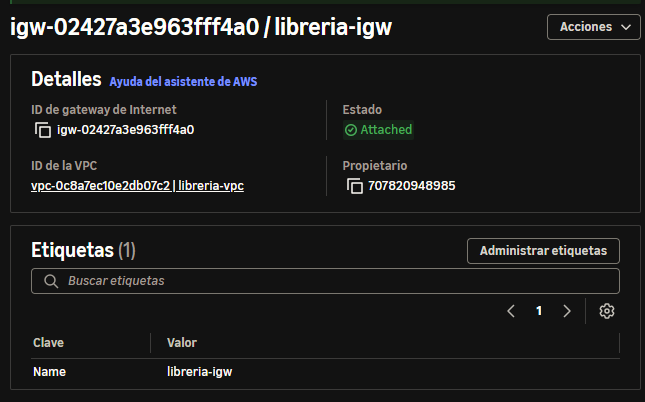 igw-02427a3e963fff4a0 / libreria-igw
Acciones
Detalles
Ayuda del asistente de AWS
ID de gateway de Internet
igw-02427a3e963fff4a0
Estado
Attached
ID de la VPC
vpc-0c8a7ec10e2db07c2 | libreria-vpc
Propietario
707820948985
Etiquetas (1)
Administrar etiquetas
Buscar etiquetas
1
Clave
Valor
Name
libreria-igw